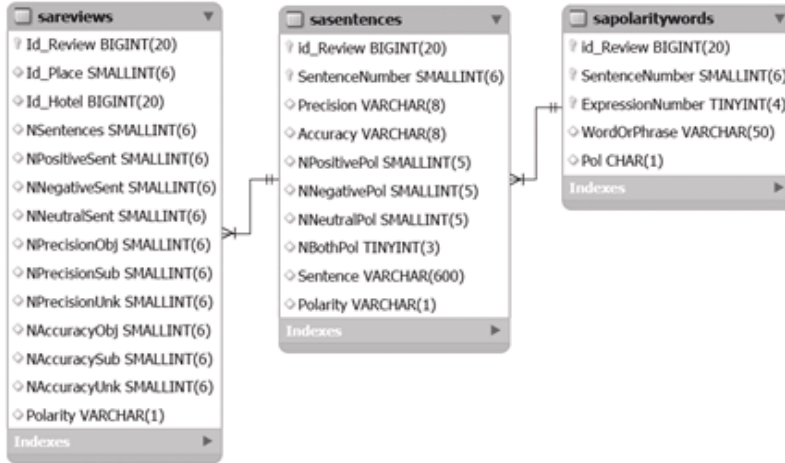 sareviews
Id_Review BIGINT(20)
Id_Place SMALLINT(6)
Id_Hotel BIGINT(20)
NSentences SMALLINT(6)
NPositiveSent SMALLINT(6)
NNegativeSent SMALLINT(6)
NNeutralSent SMALLINT(6)
NPrecisionObj SMALLINT(6)
NPrecisionSub SMALLINT(6)
NPrecisionUnk SMALLINT(6)
NAccuracyObj SMALLINT(6)
NAccuracySub SMALLINT(6)
NAccuracyUnk SMALLINT(6)
Polarity VARCHAR(1)
Indexes
sasentences
id_Review BIGINT(20)
SentenceNumber SMALLINT(6)
Precision VARCHAR(8)
Accuracy VARCHAR(8)
NPositivePol SMALLINT(5)
NNegativePol SMALLINT(5)
NNeutralPol SMALLINT(5)
NBothPol TINYINT(3)
Sentence VARCHAR(600)
Polarity VARCHAR(1)
Indexes
sapolaritywords
id_Review BIGINT(20)
SentenceNumber SMALLINT(6)
ExpressionNumber TINYINT(4)
WordOrPhrase VARCHAR(50)
Pol CHAR(1)
Indexes